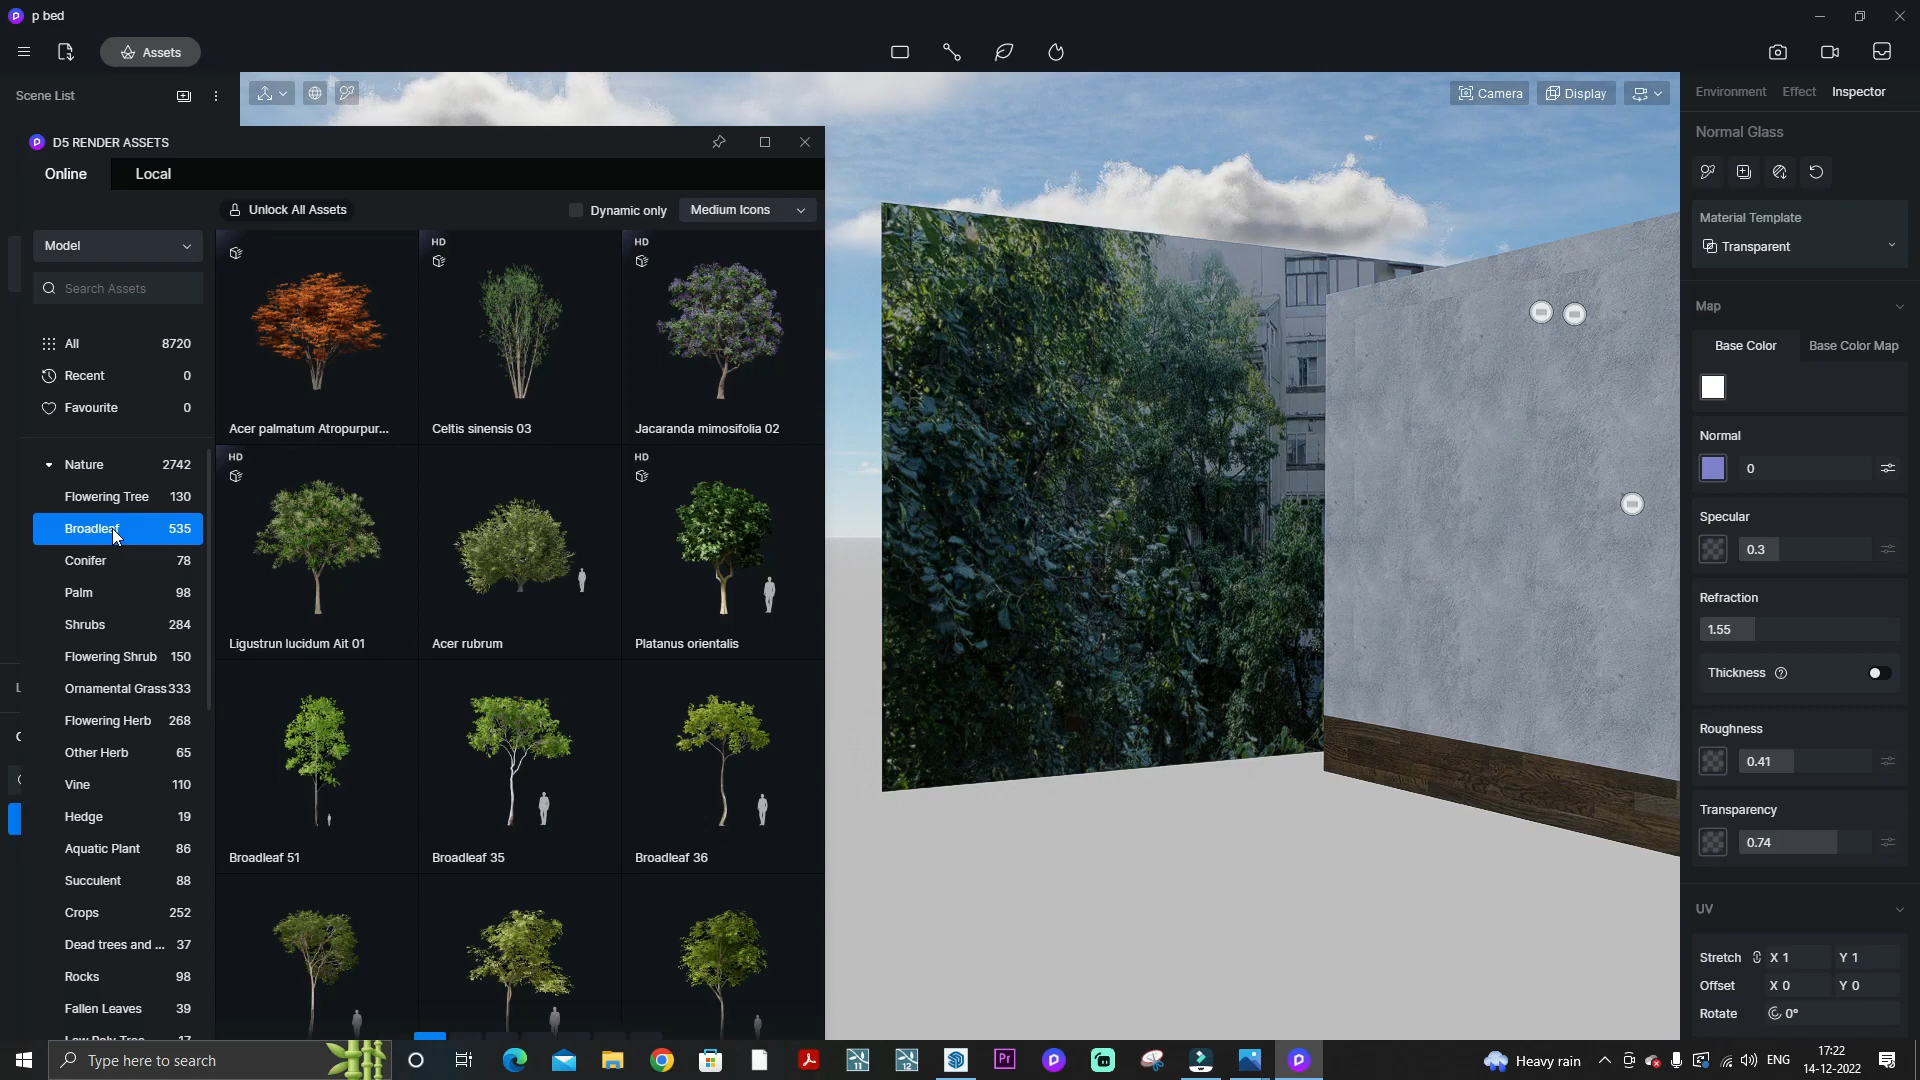 p bed
Assets
Scene List
Camera
Display
Environment
Effect
Inspector
D5 RENDER ASSETS
Online
Local
Unlock All Assets
Dynamic only
Medium Icons
Model
Search Assets
All 8720
Recent 0
Favourite 0
Nature 2742
Flowering Tree 130
Broadleaf 535
Conifer 78
Palm 98
Shrubs 284
Flowering Shrub 150
Ornamental Grass 333
Flowering Herb 268
Other Herb 65
Vine 110
Hedge 19
Aquatic Plant 86
Succulent 88
Crops 252
Dead trees and ... 37
Rocks 98
Fallen Leaves 39
Low Poly Tree 17
HD
HD
Acer palmatum Atropurpur...
Celtis sinensis 03
Jacaranda mimosifolia 02
HD
HD
Ligustrun lucidum Ait 01
Acer rubrum
Platanus orientalis
Broadleaf 51
Broadleaf 35
Broadleaf 36
Normal Glass
Material Template
Transparent
Map
Base Color
Base Color Map
Normal
0
Specular
0.3
Refraction
1.55
Thickness
Roughness
0.41
Transparency
0.74
UV
Stretch X 1 Y 1
Offset X 0 Y 0
Rotate 0°
Type here to search
11
12
Pr
Heavy rain
ENG
17:22
14-12-2022